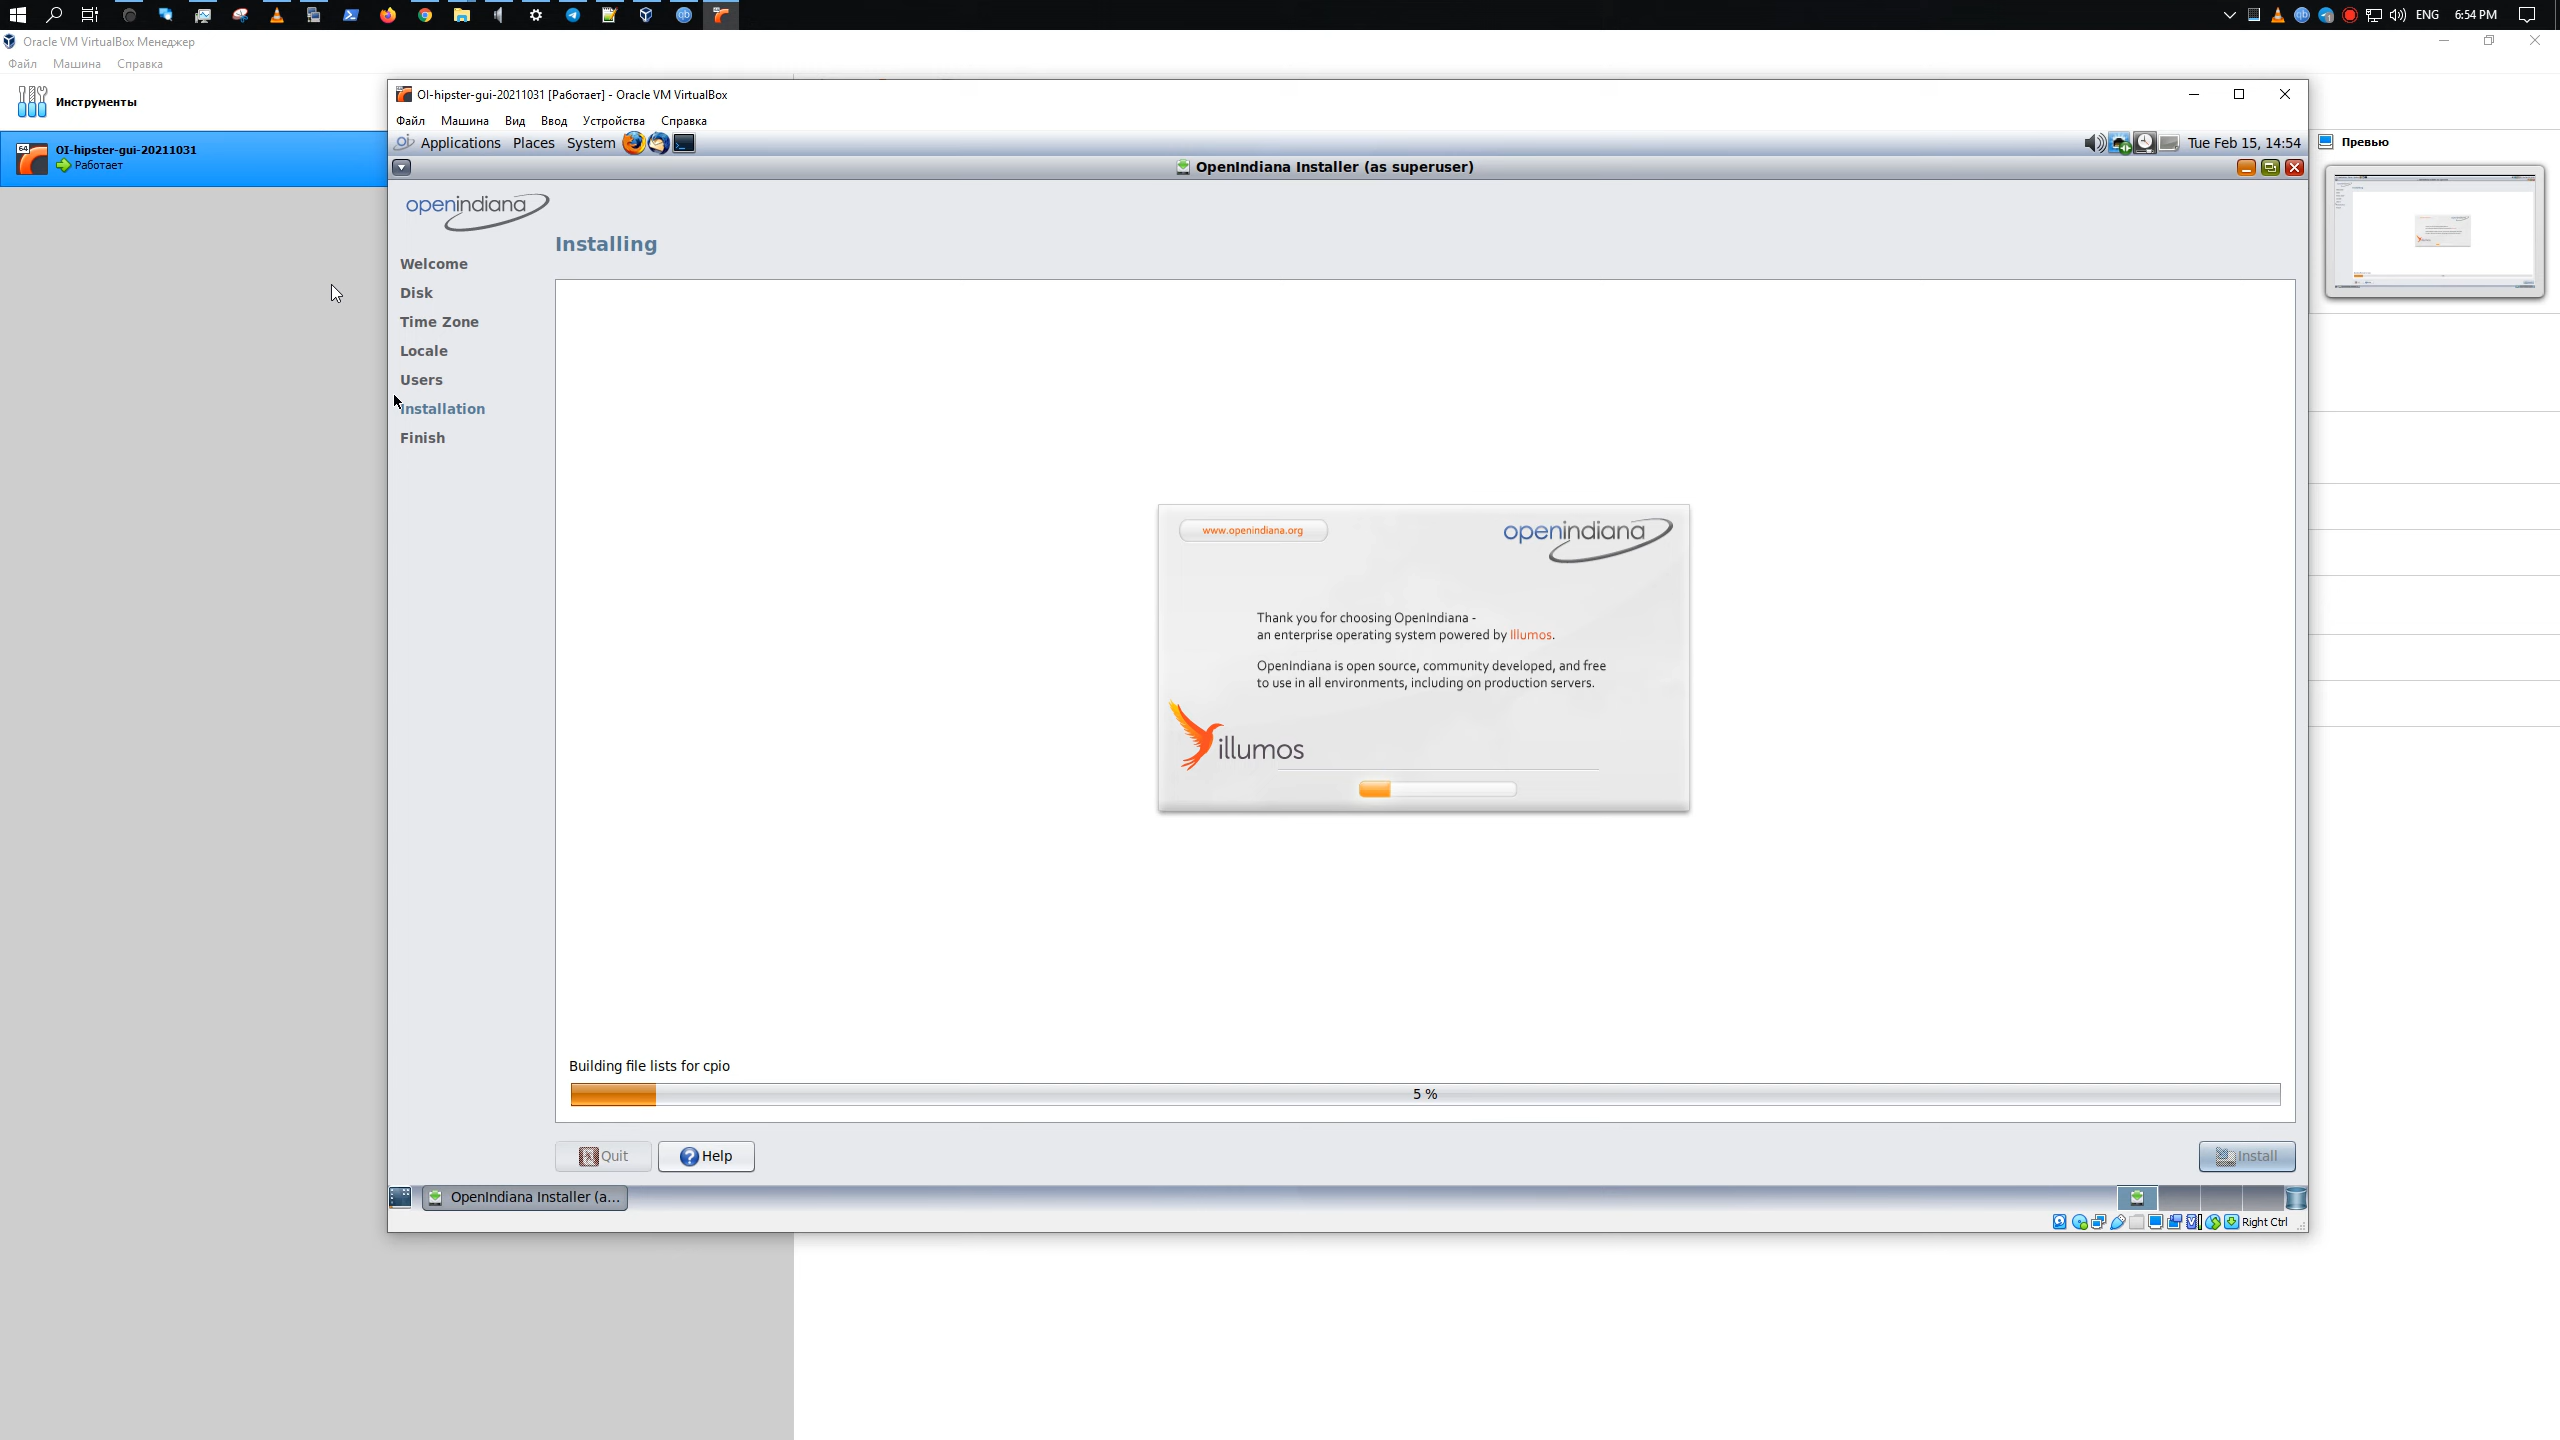 ENG 6:54 PM
Oracle VM VirtualBox Менеджер
Файл Машина Справка
Инструменты
OI-hipster-gui-20211031
Работает
Превью
OI-hipster-gui-20211031 [Работает] - Oracle VM VirtualBox
Файл Машина Вид Ввод Устройства Справка
Applications Places System Tue Feb 15, 14:54
OpenIndiana Installer (as superuser)
openindiana
Installing
Welcome
Disk
Time Zone
Locale
Users
Installation
Finish
www.openindiana.org
openindiana
Thank you for choosing OpenIndiana -
an enterprise operating system powered by Illumos.
OpenIndiana is open source, community developed, and free
to use in all environments, including on production servers.
illumos
Building file lists for cpio
5 %
Quit Help Install
OpenIndiana Installer (a...
Right Ctrl